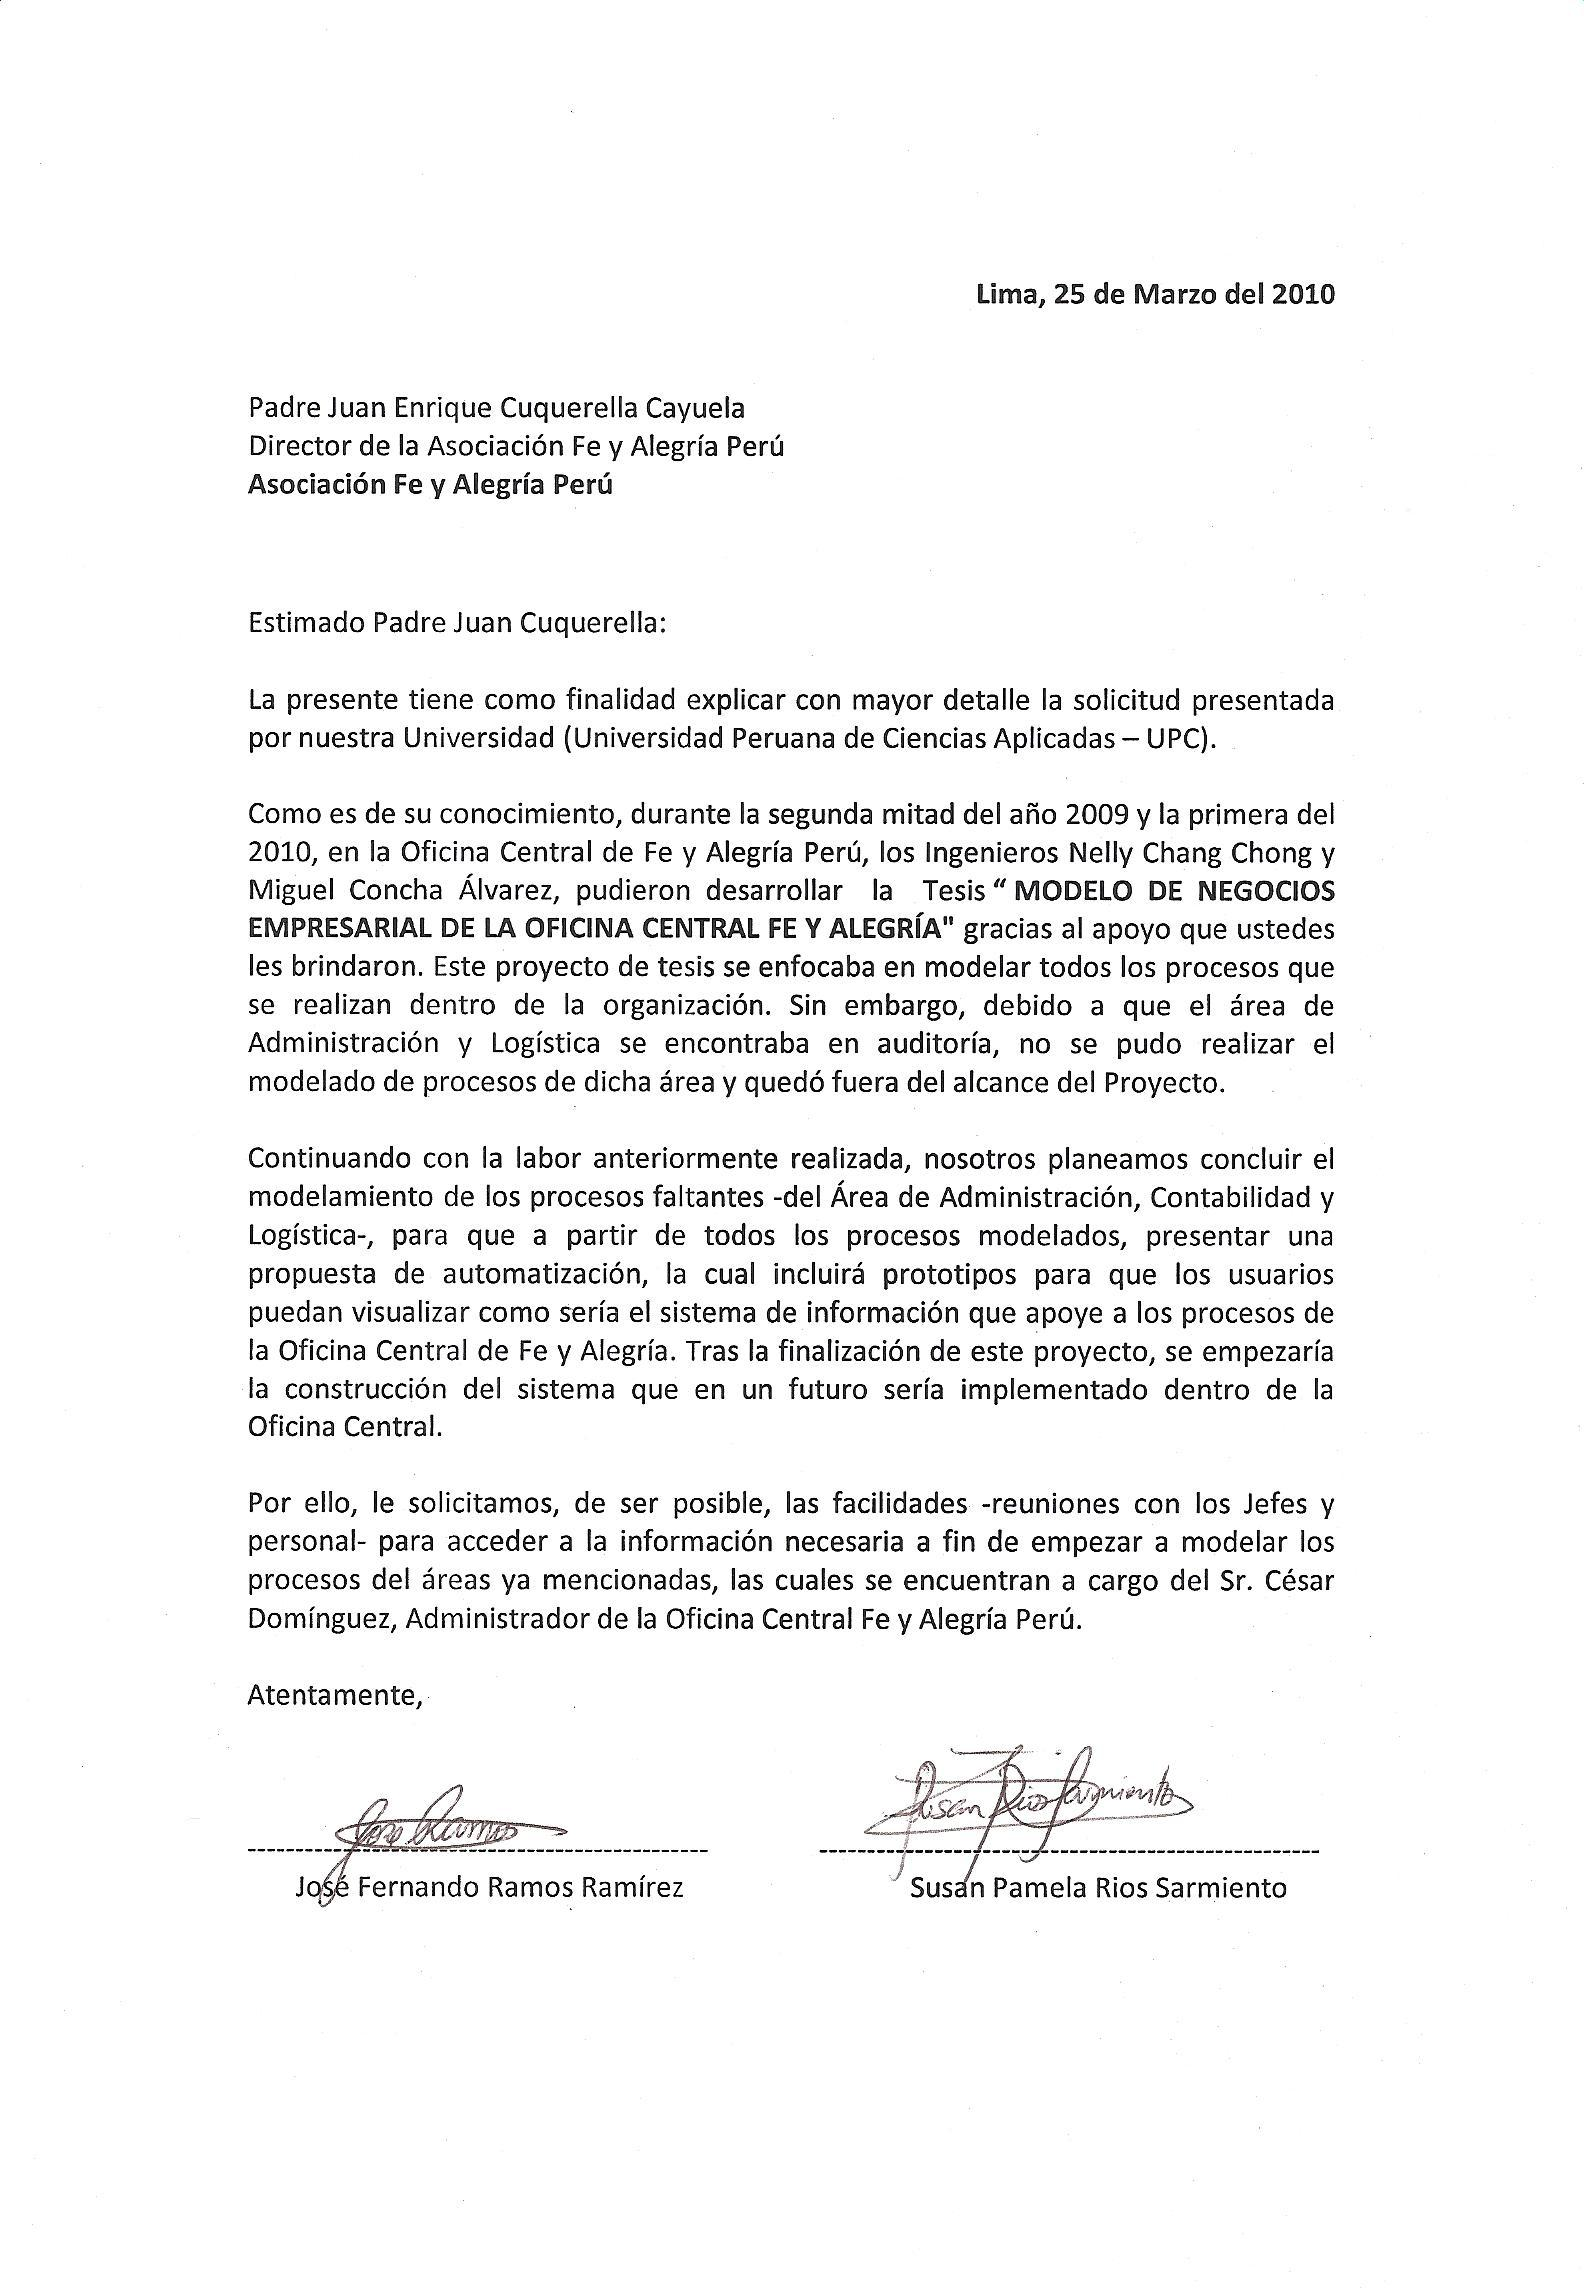 Lima, 25 de Marzo del 2010
Padre Juan Enrique Cuquerella Cayuela
Director de la Asociación Fe y Alegría Perú
Asociación Fe y Alegría Perú
Estimado Padre Juan Cuquerella:
La presente tiene como finalidad explicar con mayor detalle la solicitud presentada
por nuestra Universidad (Universidad Peruana de Ciencias Aplicadas – UPC).
Como es de su conocimiento, durante la segunda mitad del año 2009 y la primera del
2010, en la Oficina Central de Fe y Alegría Perú, los Ingenieros Nelly Chang Chong y
Miguel Concha Álvarez, pudieron desarrollar la Tesis “ MODELO DE NEGOCIOS
EMPRESARIAL DE LA OFICINA CENTRAL FE Y ALEGRÍA" gracias al apoyo que ustedes
les brindaron. Este proyecto de tesis se enfocaba en modelar todos los procesos que
se realizan dentro de la organización. Sin embargo, debido a que el área de
Administración y Logística se encontraba en auditoría, no se pudo realizar el
modelado de procesos de dicha área y quedó fuera del alcance del Proyecto.
Continuando con la labor anteriormente realizada, nosotros planeamos concluir el
modelamiento de los procesos faltantes -del Área de Administración, Contabilidad y
Logística-, para que a partir de todos los procesos modelados, presentar una
propuesta de automatización, la cual incluirá prototipos para que los usuarios
puedan visualizar como sería el sistema de información que apoye a los procesos de
la Oficina Central de Fe y Alegría. Tras la finalización de este proyecto, se empezaría
la construcción del sistema que en un futuro sería implementado dentro de la
Oficina Central.
Por ello, le solicitamos, de ser posible, las facilidades -reuniones con los Jefes y
personal- para acceder a la información necesaria a fin de empezar a modelar los
procesos del áreas ya mencionadas, las cuales se encuentran a cargo del Sr. César
Domínguez, Administrador de la Oficina Central Fe y Alegría Perú.
Atentamente,
Jose Ramos Susan Rios Sarmiento
José Fernando Ramos Ramírez Susan Pamela Rios Sarmiento